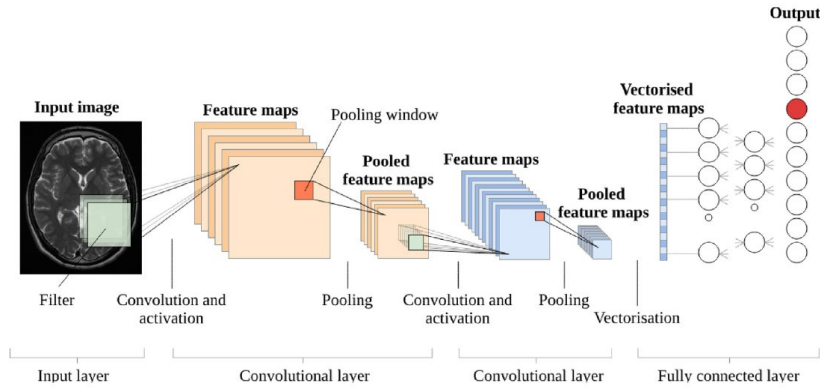 Output
Input image
Feature maps
Pooling window
Pooled
feature maps
Feature maps
Pooled
feature maps
Vectorised
feature maps
Filter
Convolution and
activation
Pooling
Convolution and
activation
Pooling
Vectorisation
Input layer
Convolutional layer
Convolutional layer
Fully connected layer